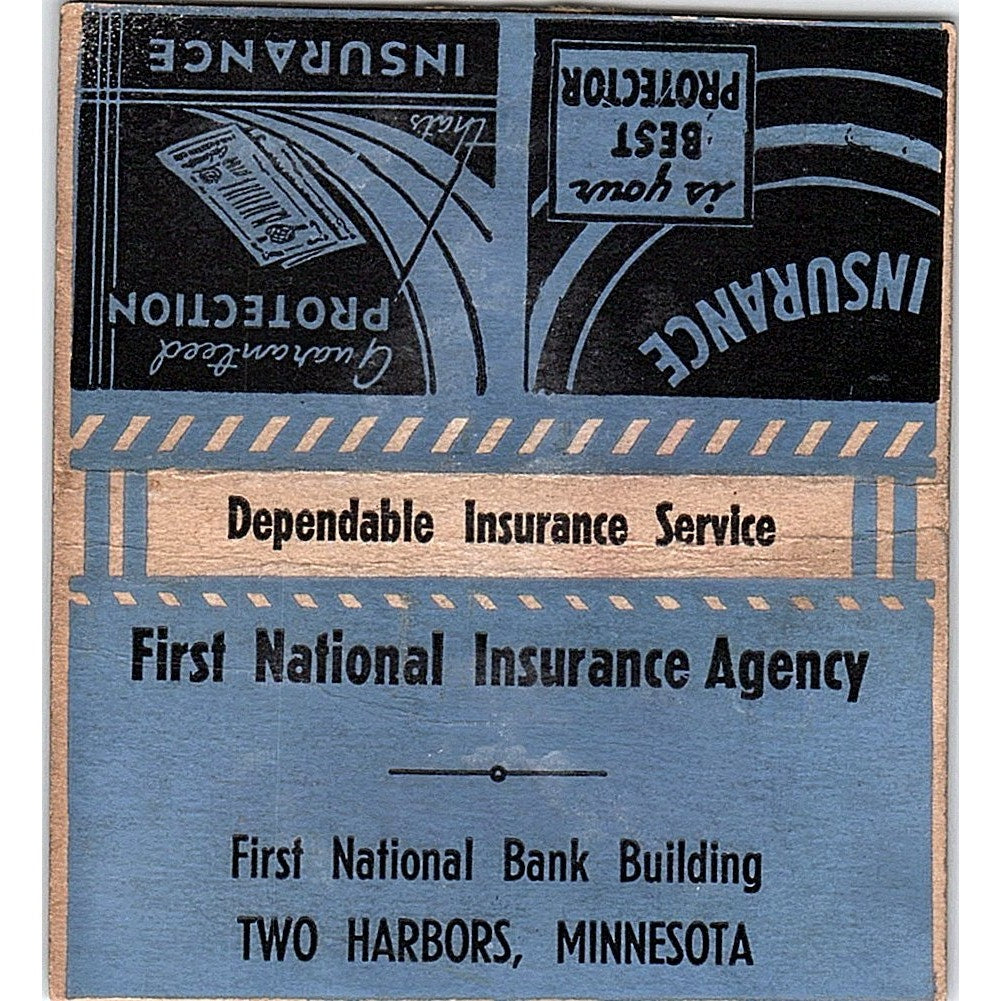 Guaranteed
PROTECTION
that's
INSURANCE
INSURANCE
is your
BEST
PROTECTOR
Dependable Insurance Service
First National Insurance Agency
First National Bank Building
TWO HARBORS, MINNESOTA